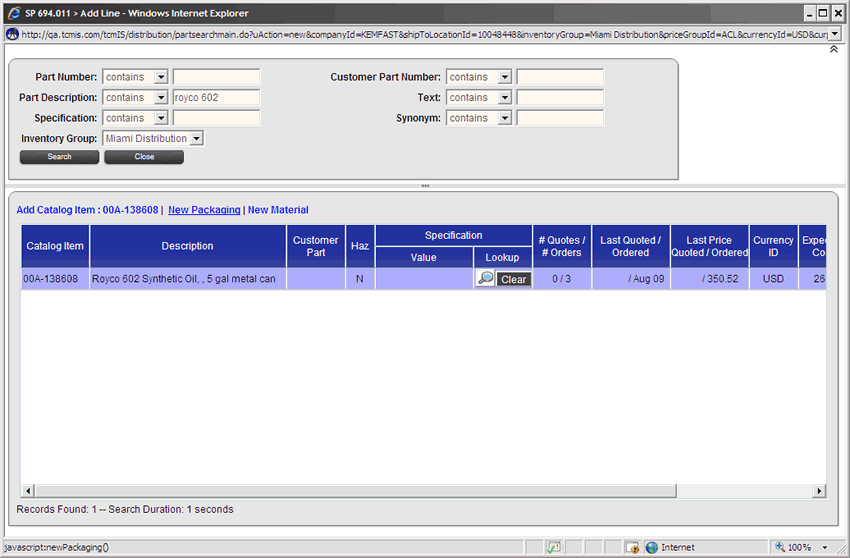 SP 694.011 > Add Line - Windows Internet Explorer
http://qa.tcmis.com/tcmIS/distribution/partsearchmain.do?uAction=new&companyId=KEMFAST&shipToLocationId=10048448&inventoryGroup=Miami Distribution&priceGroupId=ACL&currencyId=USD&curr
Part Number: contains Customer Part Number: contains
Part Description: contains royco 602 Text: contains
Specification: contains Synonym: contains
Inventory Group: Miami Distribution
Search Close
Add Catalog Item : 00A-138608 | New Packaging | New Material
Catalog Item Description Customer Part Haz Specification Value Lookup # Quotes / # Orders Last Quoted / Ordered Last Price Quoted / Ordered Currency ID Expec Co
00A-138608 Royco 602 Synthetic Oil, , 5 gal metal can N Clear 0 / 3 / Aug 09 / 350.52 USD 26
Records Found: 1 -- Search Duration: 1 seconds
javascript:newPackaging() Internet 100%